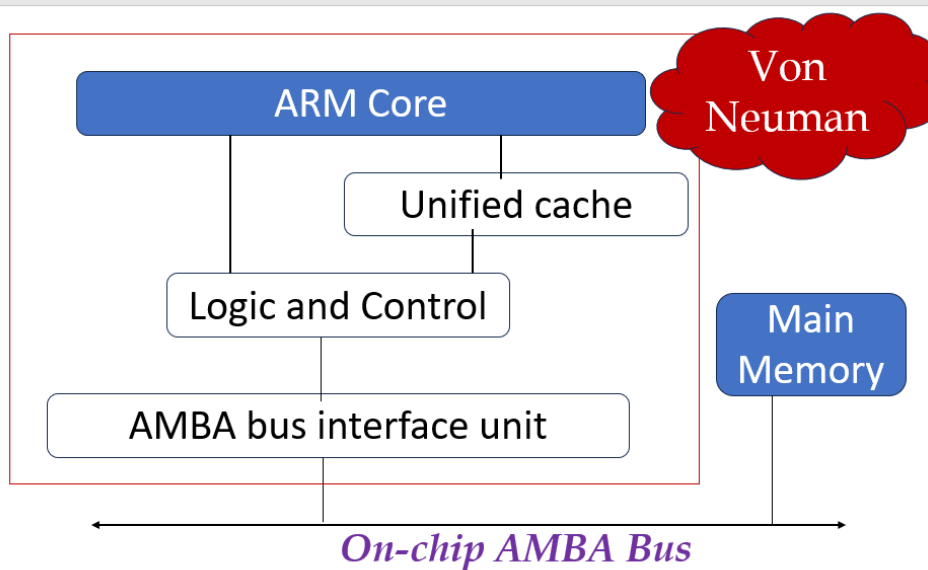 Von
Neuman
ARM Core
Unified cache
Logic and Control
Main
Memory
AMBA bus interface unit
On-chip AMBA Bus